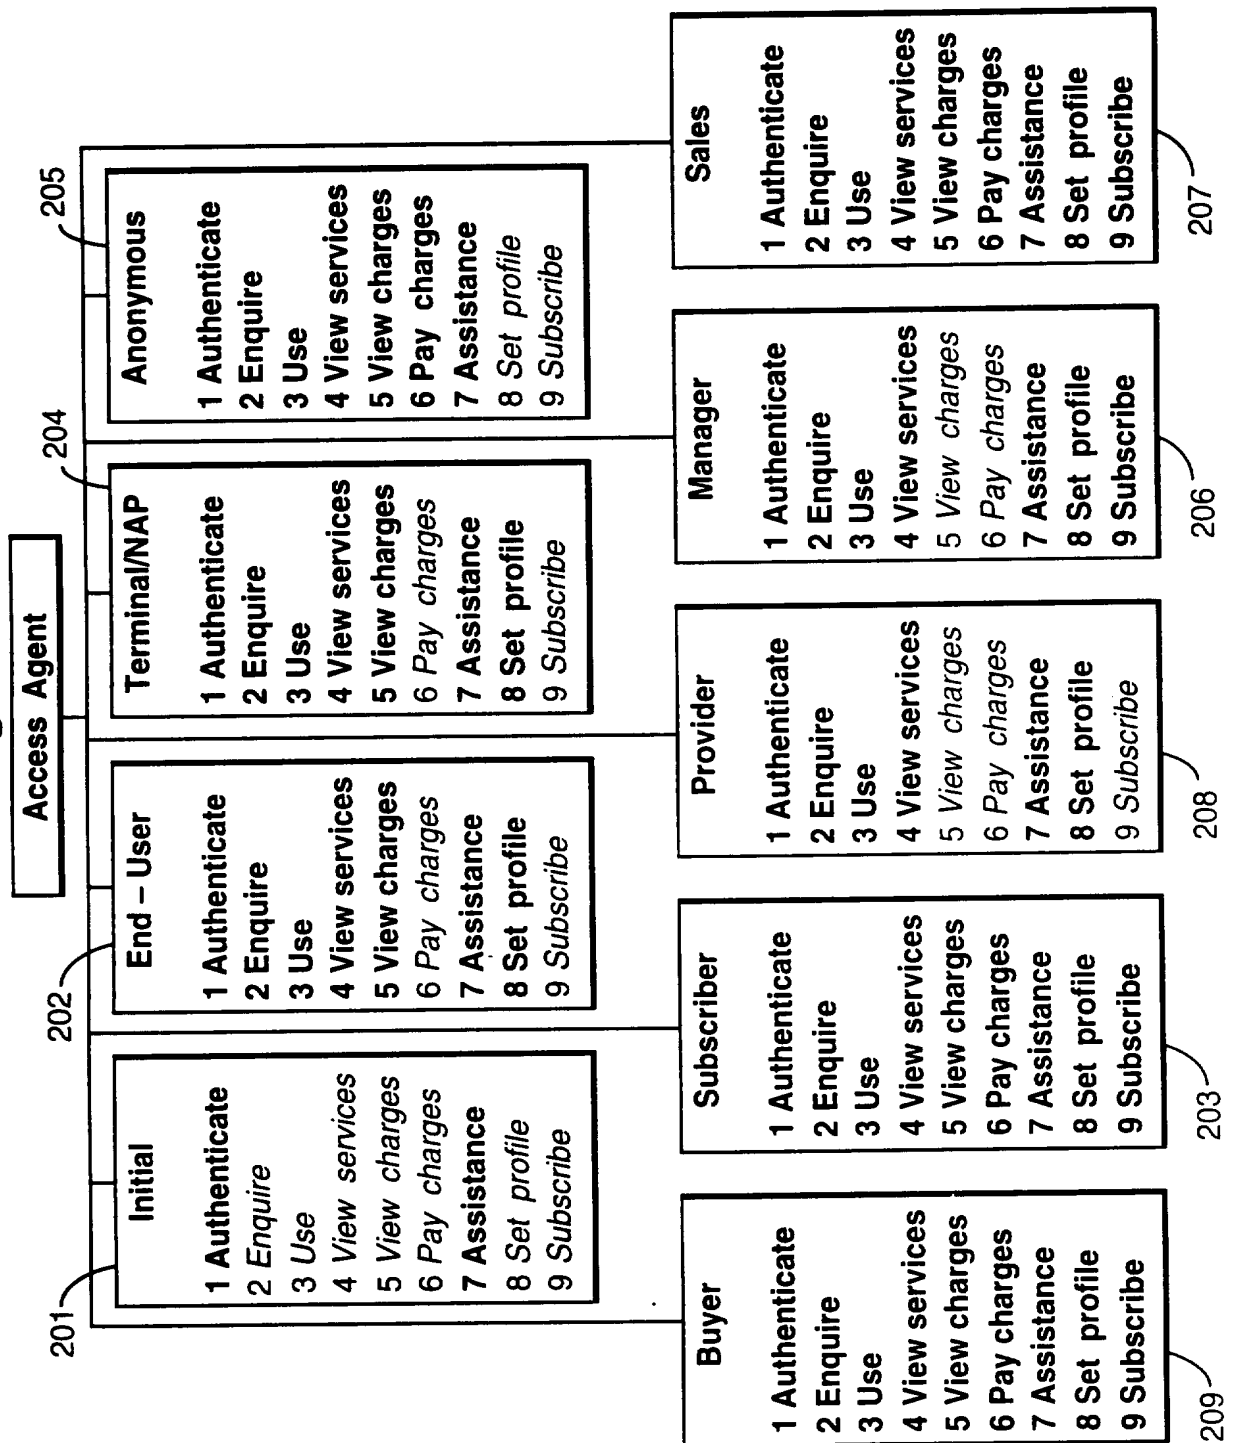 Access Agent
201
Initial
1 Authenticate
2 Enquire
3 Use
4 View services
5 View charges
6 Pay charges
7 Assistance
8 Set profile
9 Subscribe
202
End – User
1 Authenticate
2 Enquire
3 Use
4 View services
5 View charges
6 Pay charges
7 Assistance
8 Set profile
9 Subscribe
204
Terminal/NAP
1 Authenticate
2 Enquire
3 Use
4 View services
5 View charges
6 Pay charges
7 Assistance
8 Set profile
9 Subscribe
205
Anonymous
1 Authenticate
2 Enquire
3 Use
4 View services
5 View charges
6 Pay charges
7 Assistance
8 Set profile
9 Subscribe
Buyer
1 Authenticate
2 Enquire
3 Use
4 View services
5 View charges
6 Pay charges
7 Assistance
8 Set profile
9 Subscribe
209
Subscriber
1 Authenticate
2 Enquire
3 Use
4 View services
5 View charges
6 Pay charges
7 Assistance
8 Set profile
9 Subscribe
203
Provider
1 Authenticate
2 Enquire
3 Use
4 View services
5 View charges
6 Pay charges
7 Assistance
8 Set profile
9 Subscribe
208
Manager
1 Authenticate
2 Enquire
3 Use
4 View services
5 View charges
6 Pay charges
7 Assistance
8 Set profile
9 Subscribe
206
Sales
1 Authenticate
2 Enquire
3 Use
4 View services
5 View charges
6 Pay charges
7 Assistance
8 Set profile
9 Subscribe
207